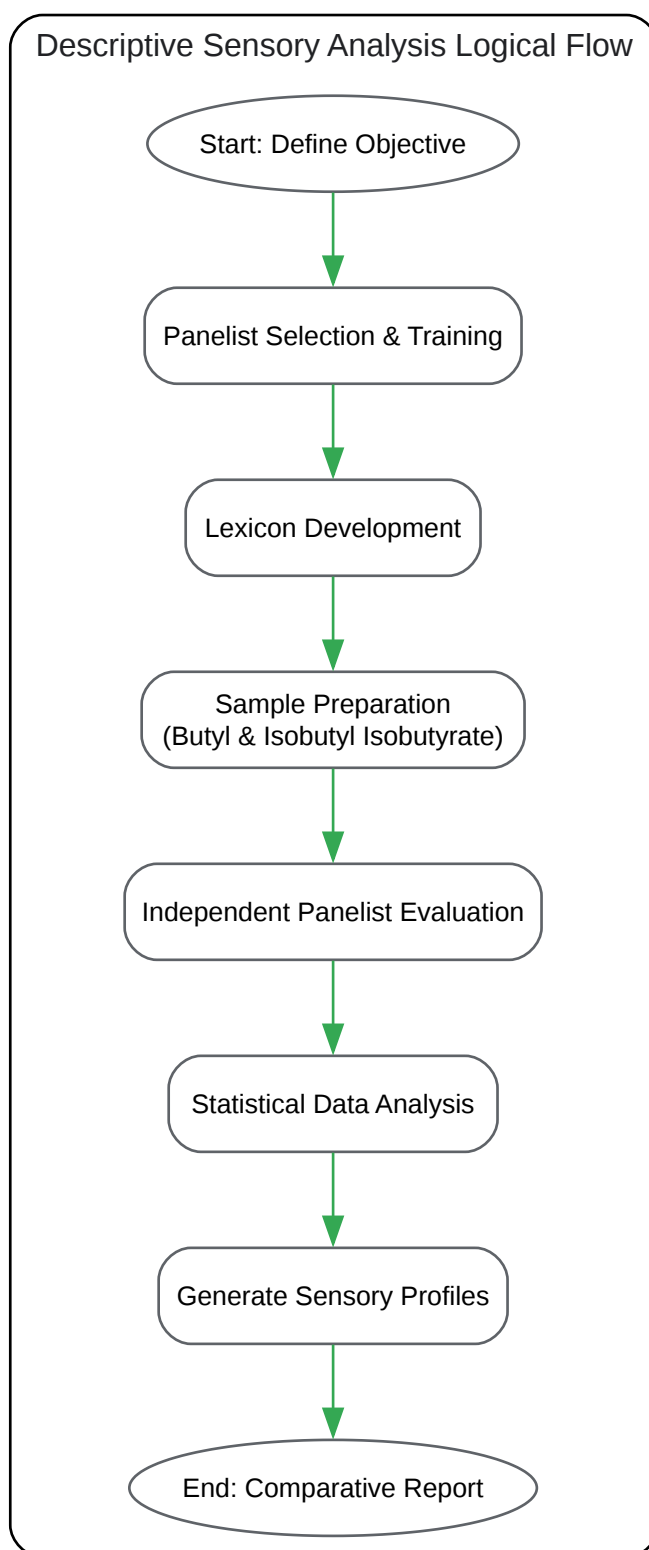 Descriptive Sensory Analysis Logical Flow
Start: Define Objective
Panelist Selection & Training
Lexicon Development
Sample Preparation
(Butyl & Isobutyl Isobutyrate)
Independent Panelist Evaluation
Statistical Data Analysis
Generate Sensory Profiles
End: Comparative Report